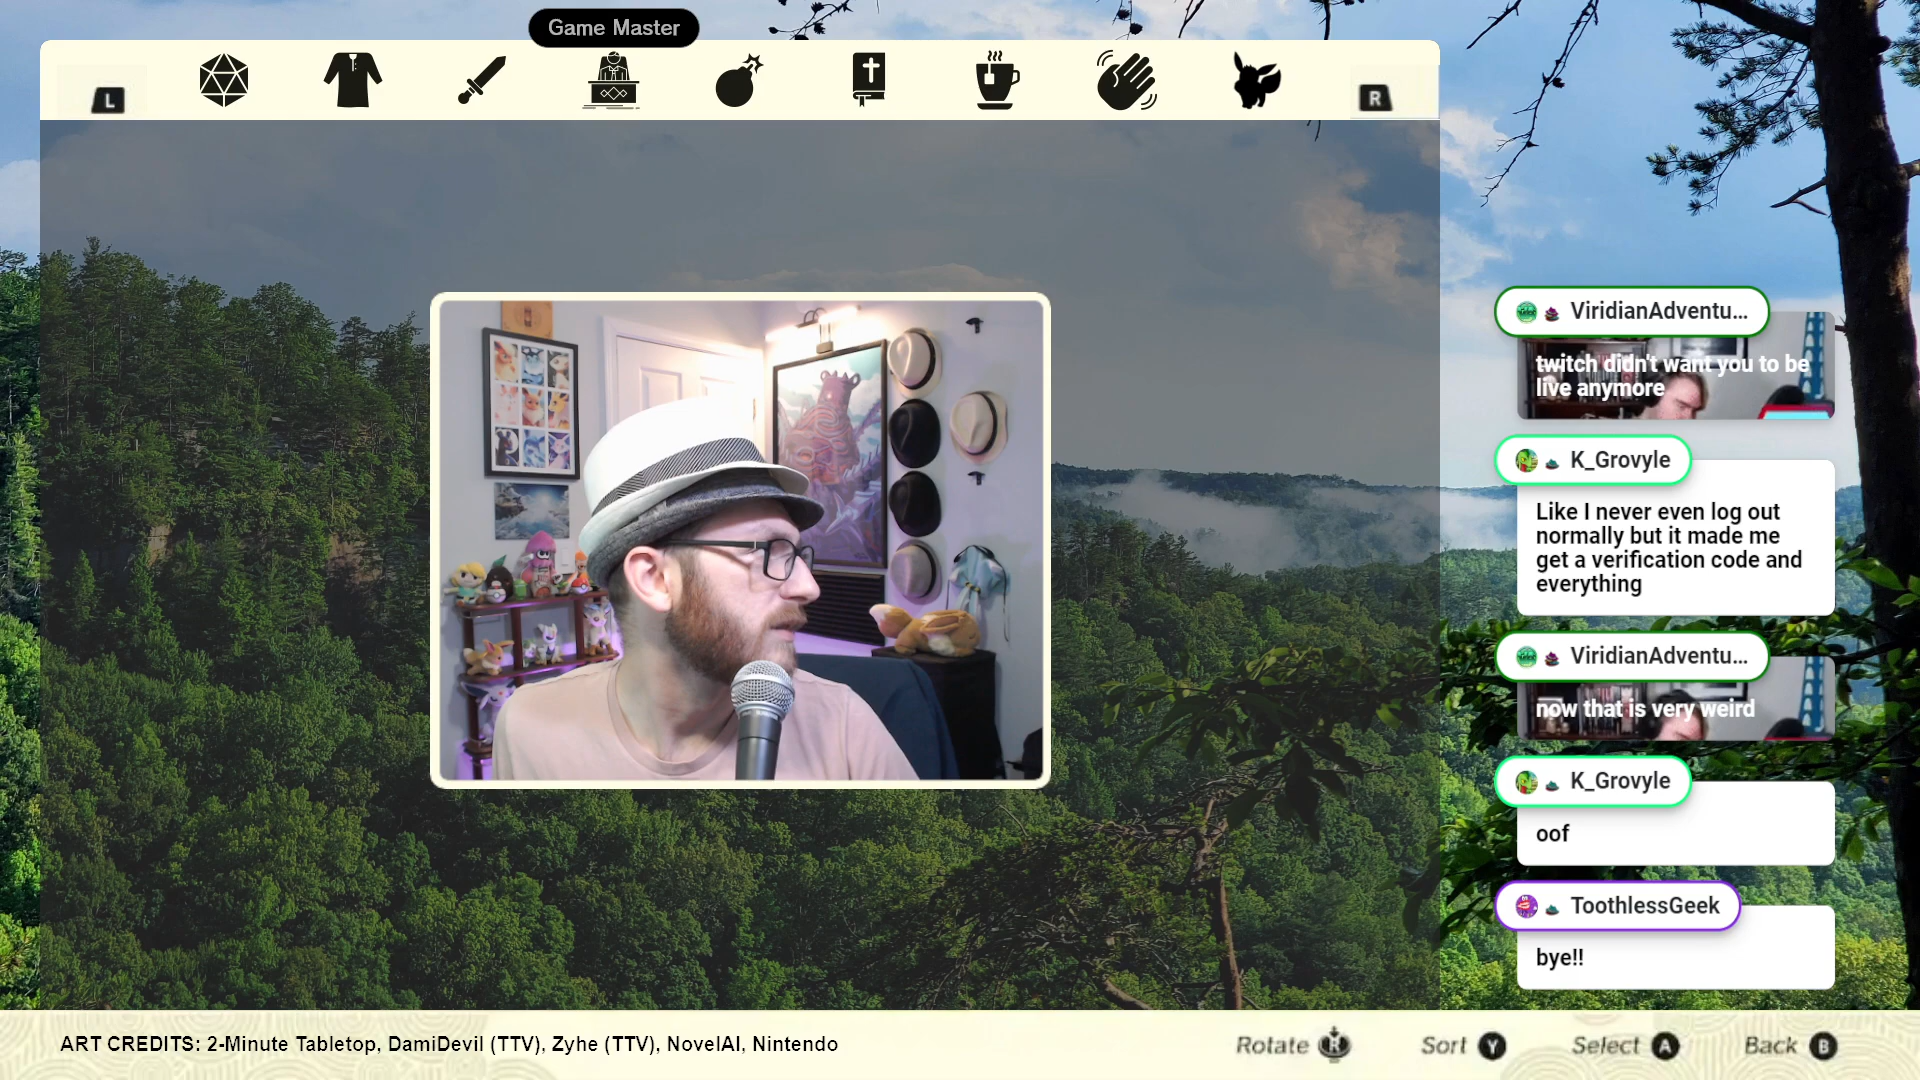 Game Master
L
R
ViridianAdventu...
twitch didn't want you to be
live anymore
K_Grovyle
Like I never even log out
normally but it made me
get a verification code and
everything
ViridianAdventu...
now that is very weird
K_Grovyle
oof
ToothlessGeek
bye!!
ART CREDITS: 2-Minute Tabletop, DamiDevil (TTV), Zyhe (TTV), NovelAI, Nintendo
Rotate R
Sort Y
Select A
Back B